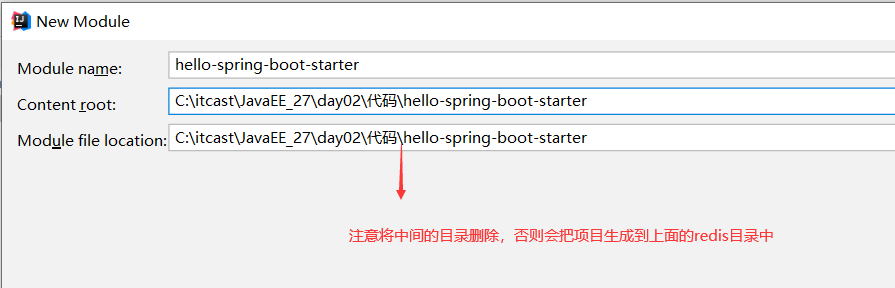 New Module
Module name: hello-spring-boot-starter
Content root: C:\itcast\JavaEE_27\day02\代码\hello-spring-boot-starter
Module file location: C:\itcast\JavaEE_27\day02\代码\hello-spring-boot-starter
注意将中间的目录删除，否则会把项目生成到上面的redis目录中